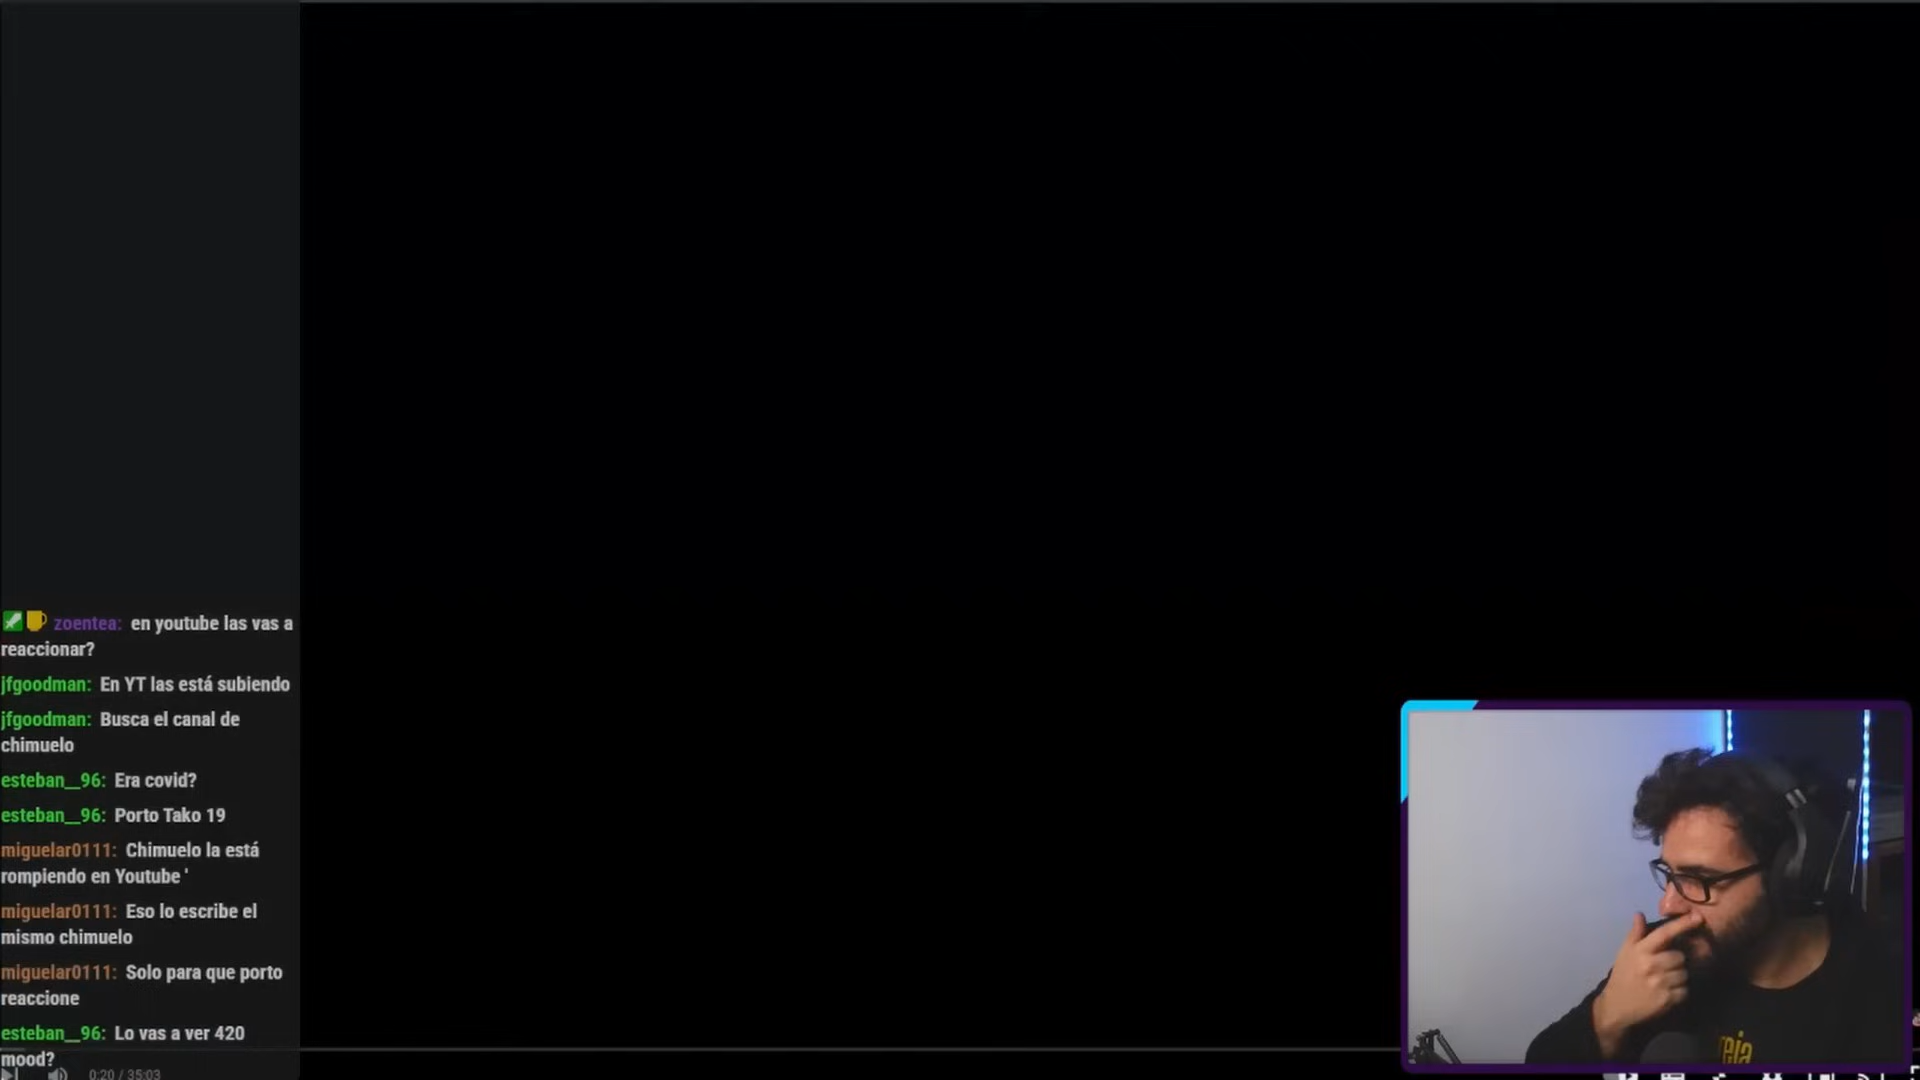 zoentea: en youtube las vas a
reaccionar?
jfgoodman: En YT las está subiendo
jfgoodman: Busca el canal de
chimuelo
esteban__96: Era covid?
esteban__96: Porto Tako 19
miguelar0111: Chimuelo la está
rompiendo en Youtube '
miguelar0111: Eso lo escribe el
mismo chimuelo
miguelar0111: Solo para que porto
reaccione
esteban__96: Lo vas a ver 420
mood?
0:20 / 35:03